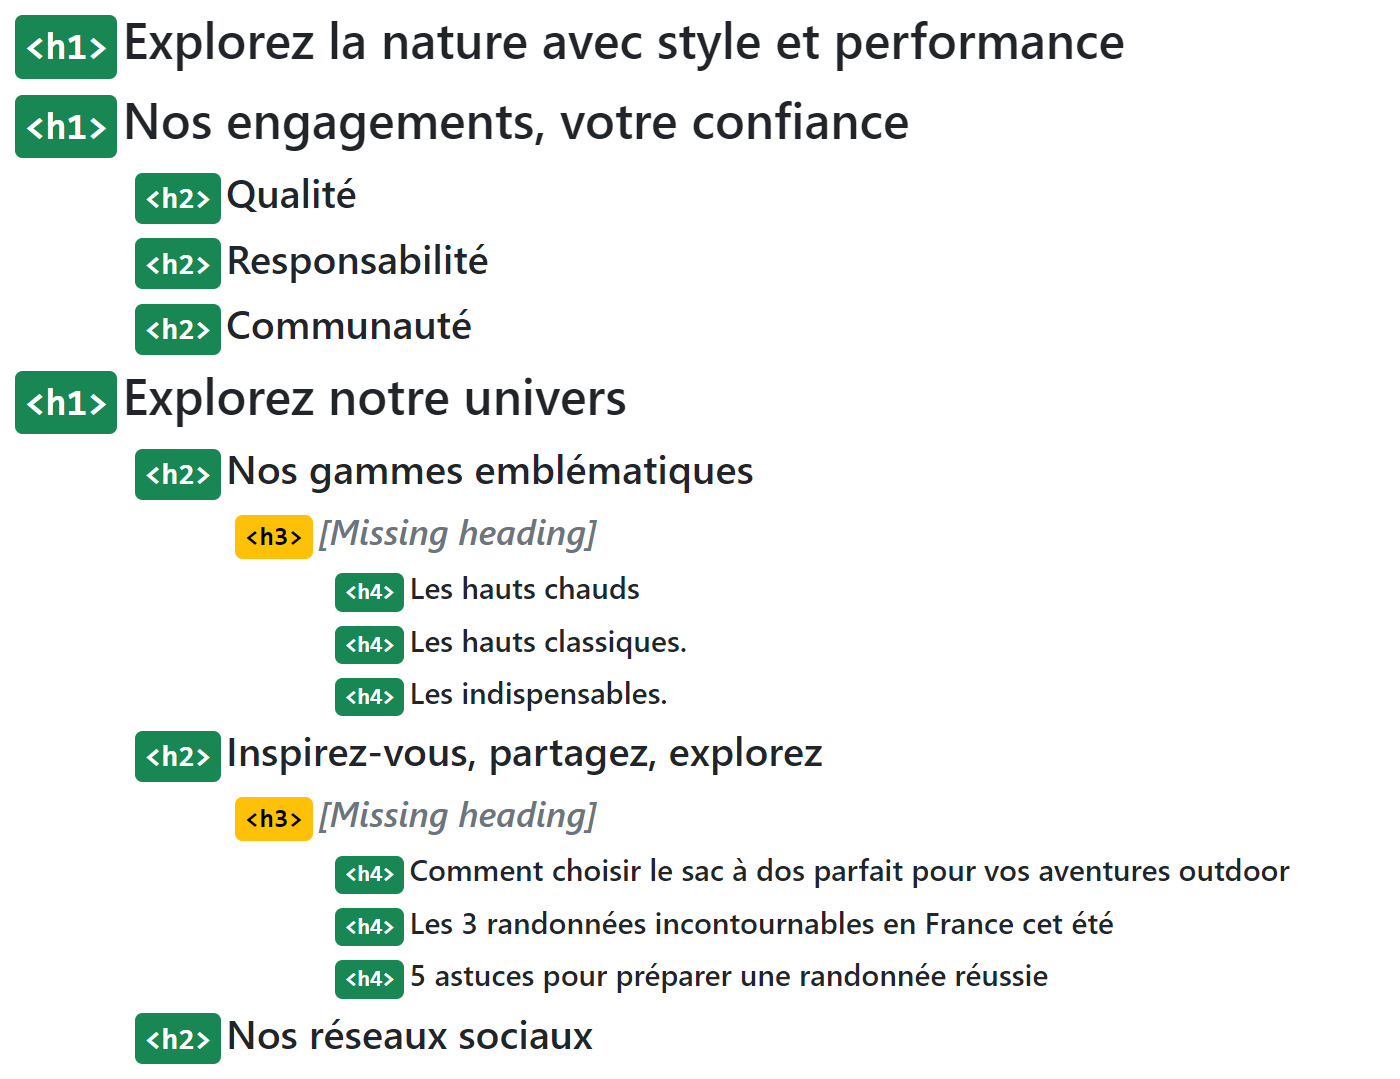 <h1> Explorez la nature avec style et performance
<h1> Nos engagements, votre confiance
<h2> Qualité
<h2> Responsabilité
<h2> Communauté
<h1> Explorez notre univers
<h2> Nos gammes emblématiques
<h3> [Missing heading]
<h4> Les hauts chauds
<h4> Les hauts classiques.
<h4> Les indispensables.
<h2> Inspirez-vous, partagez, explorez
<h3> [Missing heading]
<h4> Comment choisir le sac à dos parfait pour vos aventures outdoor
<h4> Les 3 randonnées incontournables en France cet été
<h4> 5 astuces pour préparer une randonnée réussie
<h2> Nos réseaux sociaux